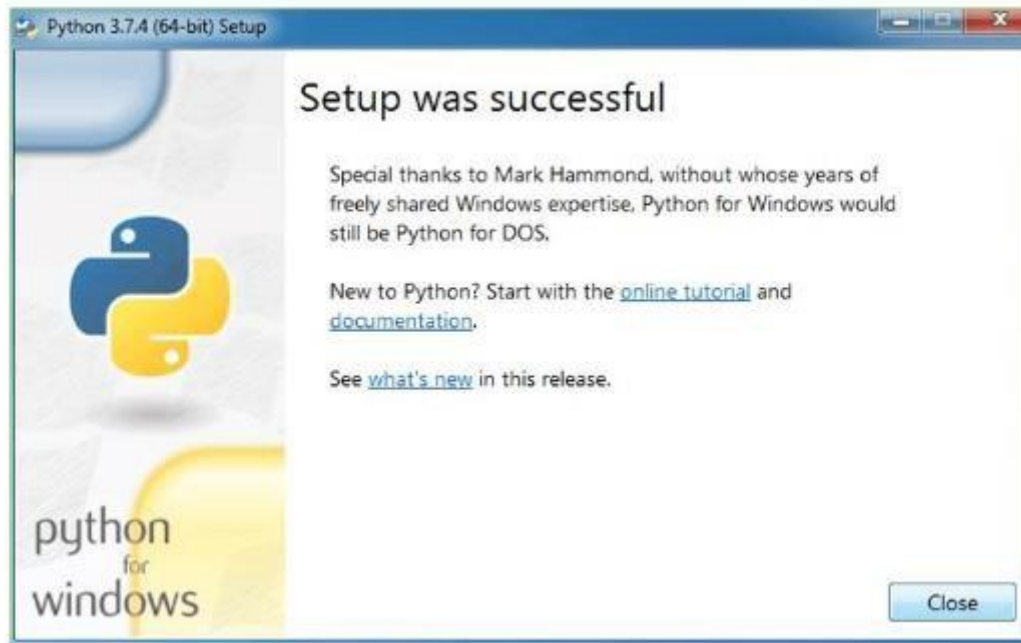 Python 3.7.4 (64-bit) Setup
Setup was successful
Special thanks to Mark Hammond, without whose years of
freely shared Windows expertise, Python for Windows would
still be Python for DOS.
New to Python? Start with the online tutorial and
documentation.
See what's new in this release.
python
for
windows
Close